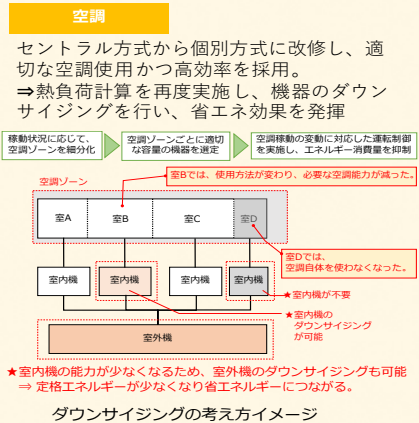 空調
セントラル方式から個別方式に改修し、適
切な空調使用かつ高効率を採用。
⇒熱負荷計算を再度実施し、機器のダウン
サイジングを行い、省エネ効果を発揮
稼動状況に応じて、
空調ゾーンを細分化
空調ゾーンごとに適切
な容量の機器を選定
空調稼動の変動に対応した運転制御
を実施し、エネルギー消費量を抑制
空調ゾーン
室Bでは、使用方法が変わり、必要な空調能力が減った。
室A
室B
室C
室D
室Dでは、
空調自体を使わなくなった。
室内機
室内機
室内機
室内機
★室内機が不要
★室内機の
ダウンサイジング
が可能
室外機
★室内機の能力が少なくなるため、室外機のダウンサイジングも可能
⇒ 定格エネルギーが少なくなり省エネルギーにつながる。
ダウンサイジングの考え方イメージ